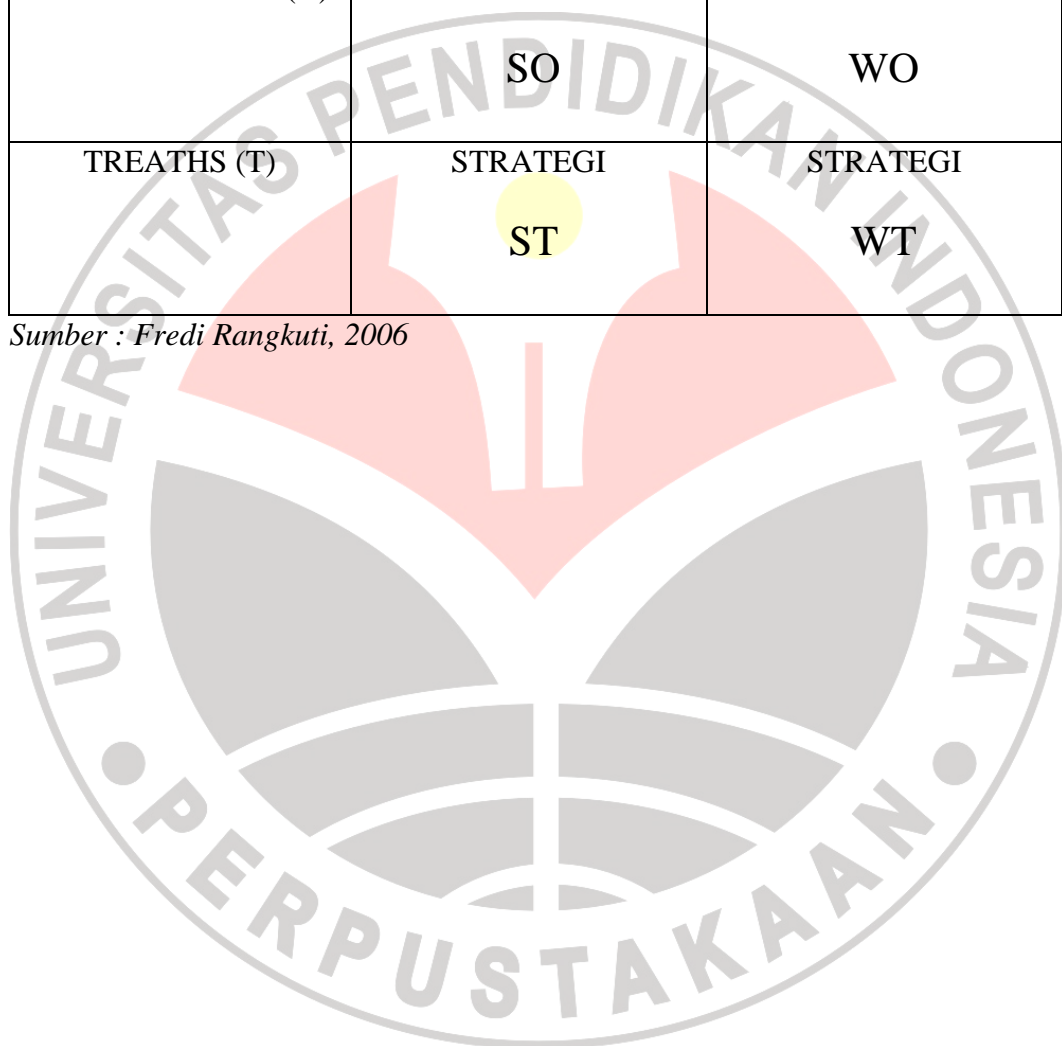 SO WO
TREATHS (T) STRATEGI STRATEGI
ST WT
Sumber : Fredi Rangkuti, 2006
UNIVERSITAS PENDIDIKAN INDONESIA
PERPUSTAKAAN